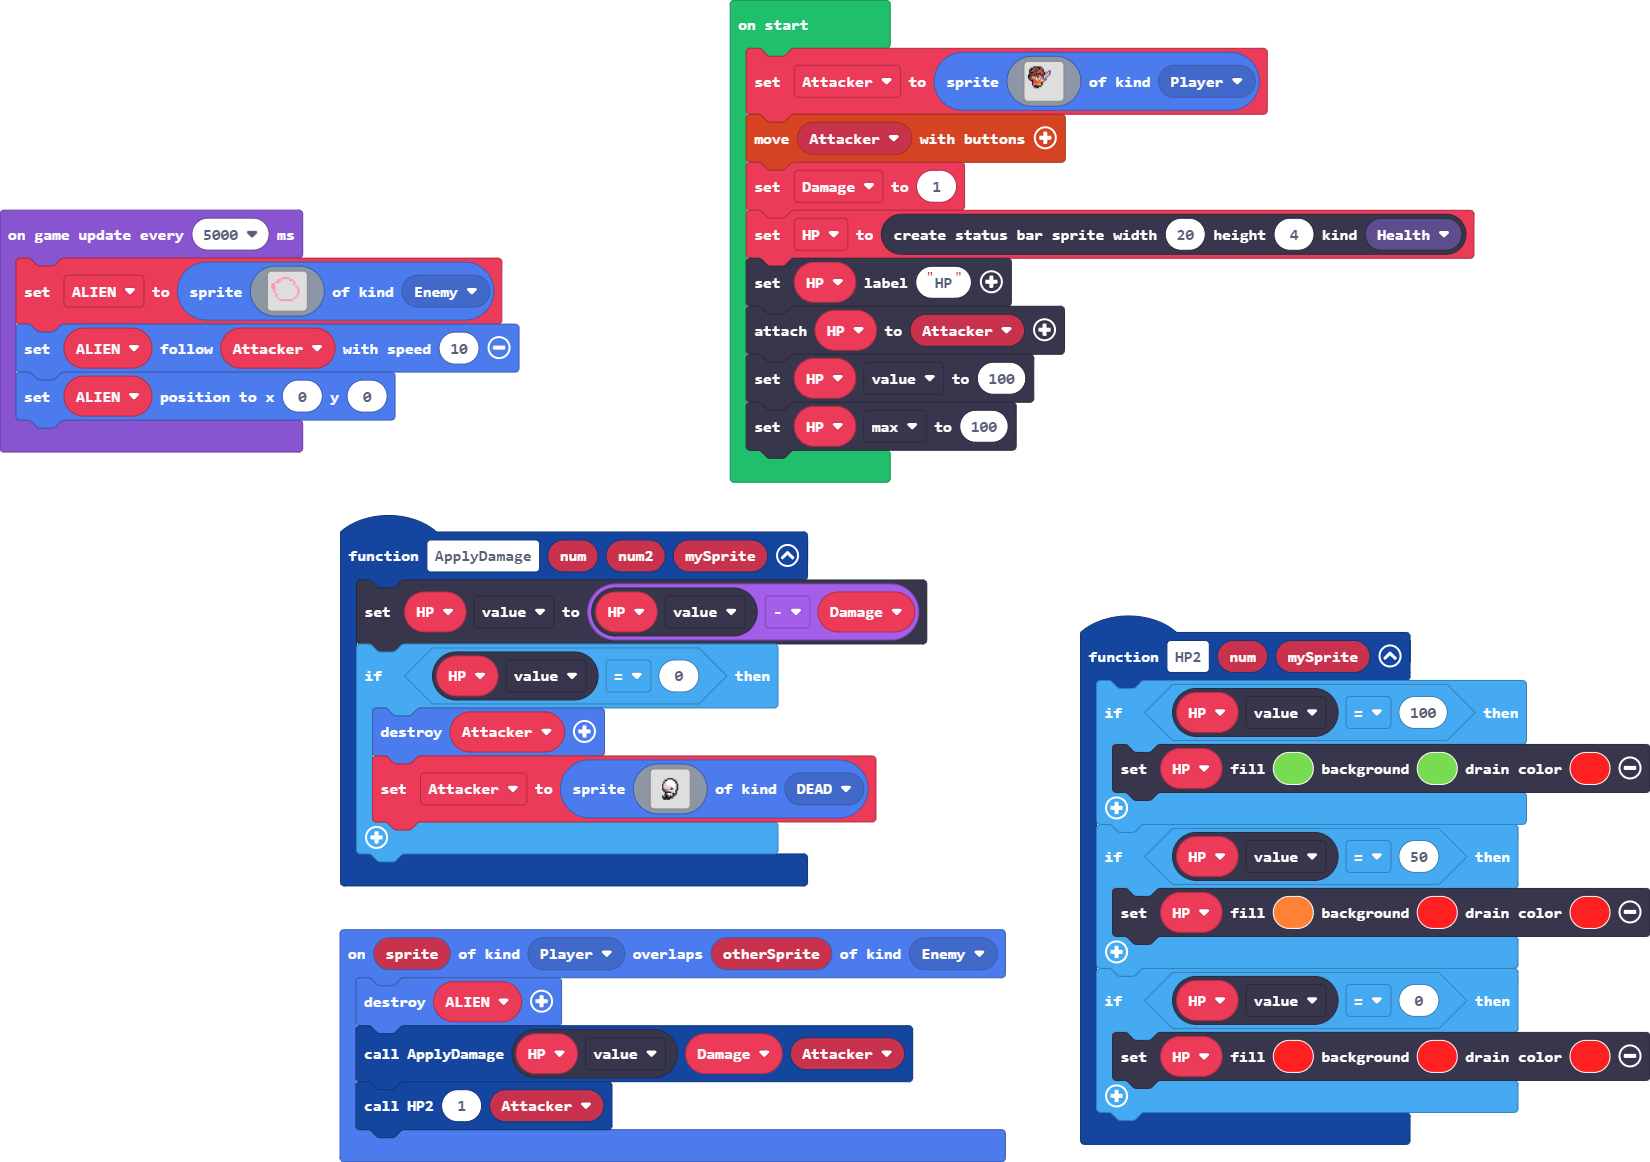 on start
set Attacker to sprite of kind Player
move Attacker with buttons
set Damage to 1
set HP to create status bar sprite width 20 height 4 kind Health
set HP label "HP"
attach HP to Attacker
set HP value to 100
set HP max to 100
on game update every 5000 ms
set ALIEN to sprite of kind Enemy
set ALIEN follow Attacker with speed 10
set ALIEN position to x 0 y 0
function ApplyDamage num num2 mySprite
set HP value to HP value - Damage
if HP value = 0 then
destroy Attacker
set Attacker to sprite of kind DEAD
function HP2 num mySprite
if HP value = 100 then
set HP fill background drain color
if HP value = 50 then
set HP fill background drain color
if HP value = 0 then
set HP fill background drain color
on sprite of kind Player overlaps otherSprite of kind Enemy
destroy ALIEN
call ApplyDamage HP value Damage Attacker
call HP2 1 Attacker